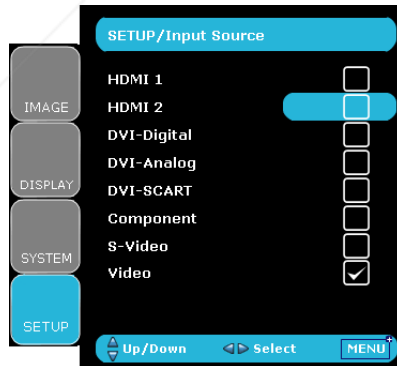 SETUP/Input Source
HDMI 1
IMAGE
HDMI 2
DVI-Digital
DVI-Analog
DISPLAY
DVI-SCART
Component
S-Video
SYSTEM
Video
SETUP
Up/Down Select MENU+